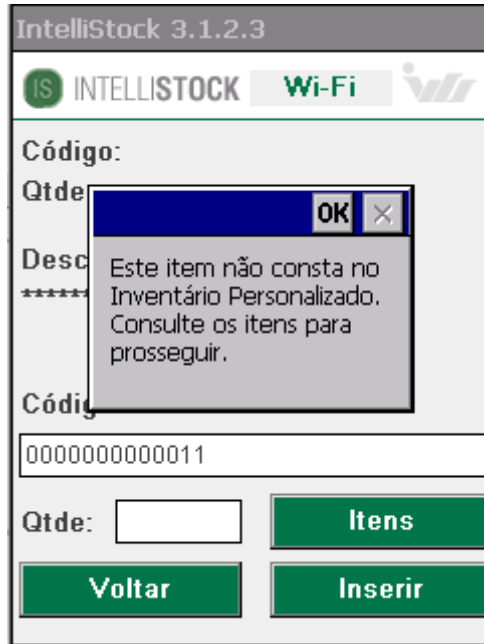 IntelliStock 3.1.2.3
IS INTELLISTOCK Wi-Fi
Código:
Qtde
OK
Desc
Este item não consta no
Inventário Personalizado.
Consulte os itens para
prosseguir.
******
Códig
0000000000011
Qtde:
Itens
Voltar
Inserir